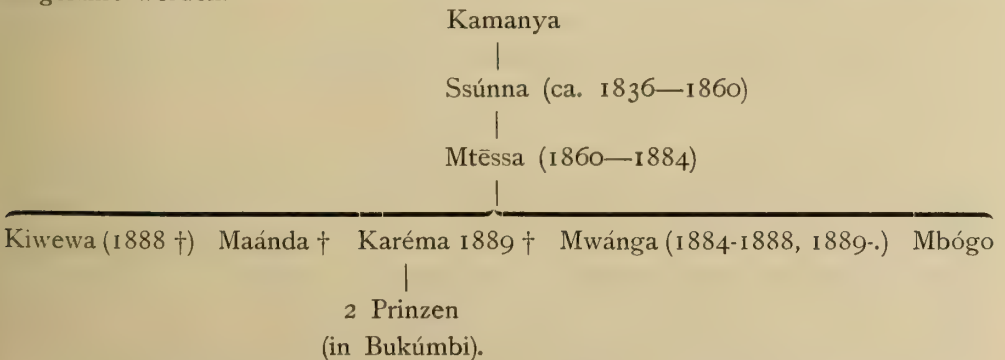 Kamanya
Ssúnna (ca. 1836—1860)
Mtēssa (1860—1884)
Kiwewa (1888 †) Maánda † Karéma 1889 † Mwánga (1884-1888, 1889-.) Mbógo
2 Prinzen
(in Bukúmbi).